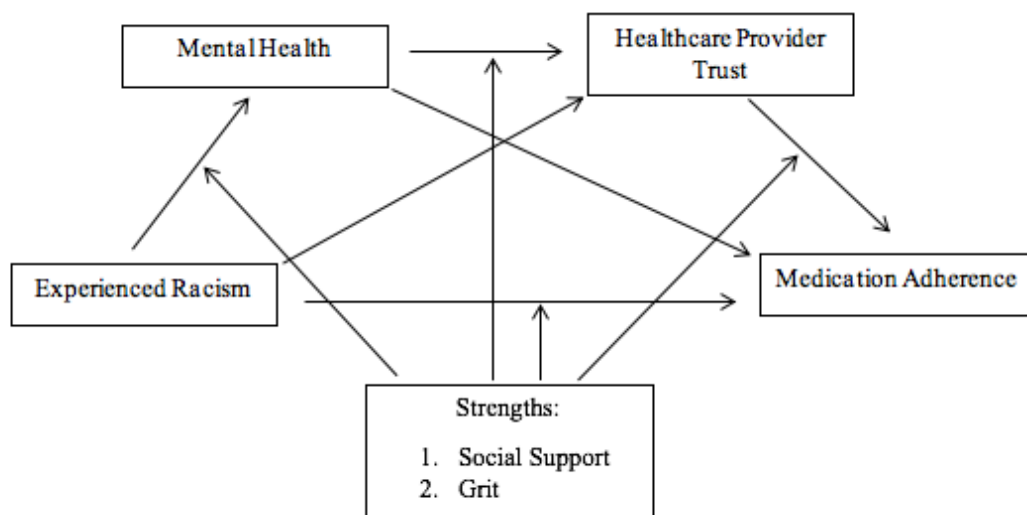 Mental Health
Healthcare Provider
Trust
Experienced Racism
Medication Adherence
Strengths:
1. Social Support
2. Grit